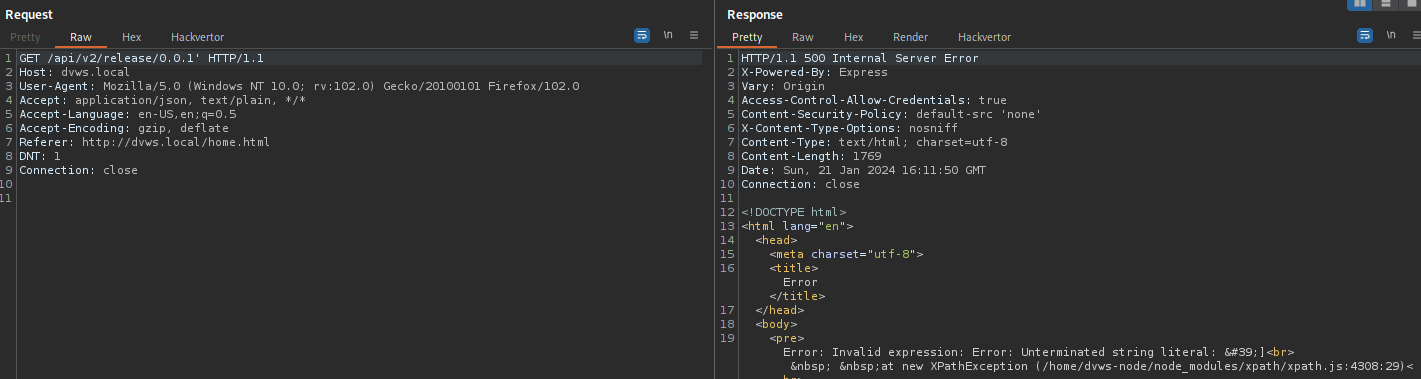 Request
Pretty Raw Hex Hackvertor \n
1 GET /api/v2/release/0.0.1' HTTP/1.1
2 Host: dvws.local
3 User-Agent: Mozilla/5.0 (Windows NT 10.0; rv:102.0) Gecko/20100101 Firefox/102.0
4 Accept: application/json, text/plain, */*
5 Accept-Language: en-US,en;q=0.5
6 Accept-Encoding: gzip, deflate
7 Referer: http://dvws.local/home.html
8 DNT: 1
9 Connection: close
10
11
Response
Pretty Raw Hex Render Hackvertor \n
1 HTTP/1.1 500 Internal Server Error
2 X-Powered-By: Express
3 Vary: Origin
4 Access-Control-Allow-Credentials: true
5 Content-Security-Policy: default-src 'none'
6 X-Content-Type-Options: nosniff
7 Content-Type: text/html; charset=utf-8
8 Content-Length: 1769
9 Date: Sun, 21 Jan 2024 16:11:50 GMT
10 Connection: close
11
12 <!DOCTYPE html>
13 <html lang="en">
14 <head>
15 <meta charset="utf-8">
16 <title>
Error
</title>
17 </head>
18 <body>
19 <pre>
Error: Invalid expression: Error: Unterminated string literal: &#39;]<br>
&nbsp; &nbsp;at new XPathException (/home/dvws-node/node_modules/xpath/xpath.js:4308:29)<
br>